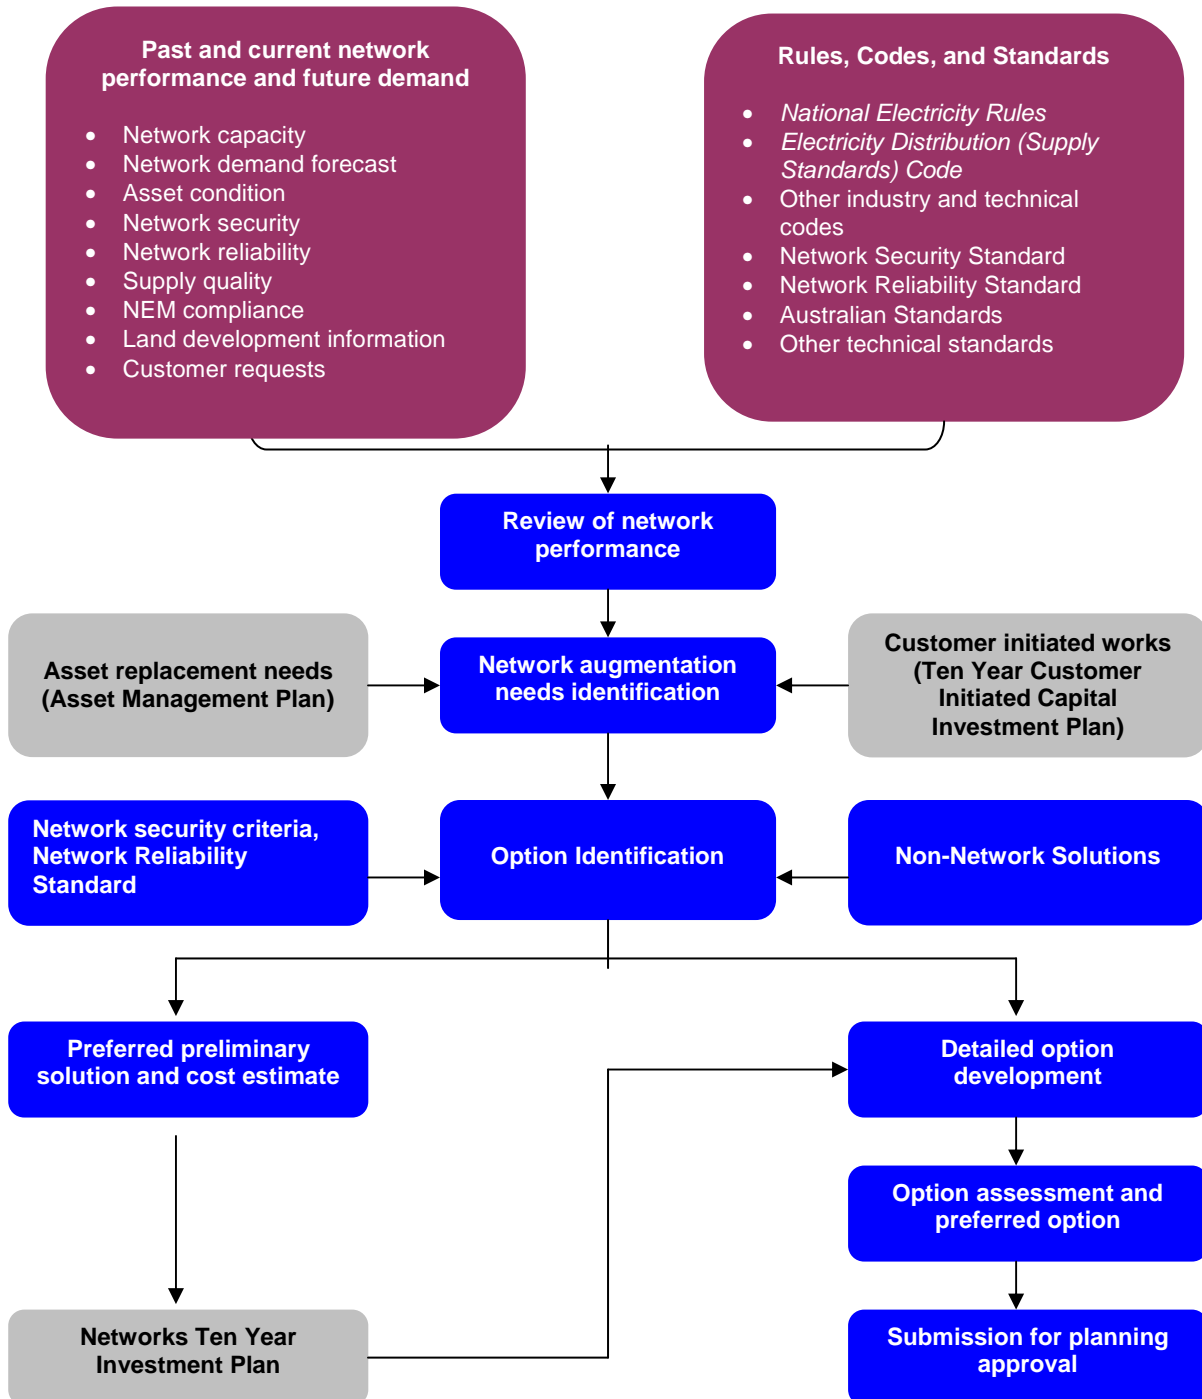 Past and current network
performance and future demand
• Network capacity
• Network demand forecast
• Asset condition
• Network security
• Network reliability
• Supply quality
• NEM compliance
• Land development information
• Customer requests
Rules, Codes, and Standards
• National Electricity Rules
• Electricity Distribution (Supply
Standards) Code
• Other industry and technical
codes
• Network Security Standard
• Network Reliability Standard
• Australian Standards
• Other technical standards
Review of network
performance
Asset replacement needs
(Asset Management Plan)
Network augmentation
needs identification
Customer initiated works
(Ten Year Customer
Initiated Capital
Investment Plan)
Network security criteria,
Network Reliability
Standard
Option Identification
Non-Network Solutions
Preferred preliminary
solution and cost estimate
Detailed option
development
Option assessment and
preferred option
Networks Ten Year
Investment Plan
Submission for planning
approval